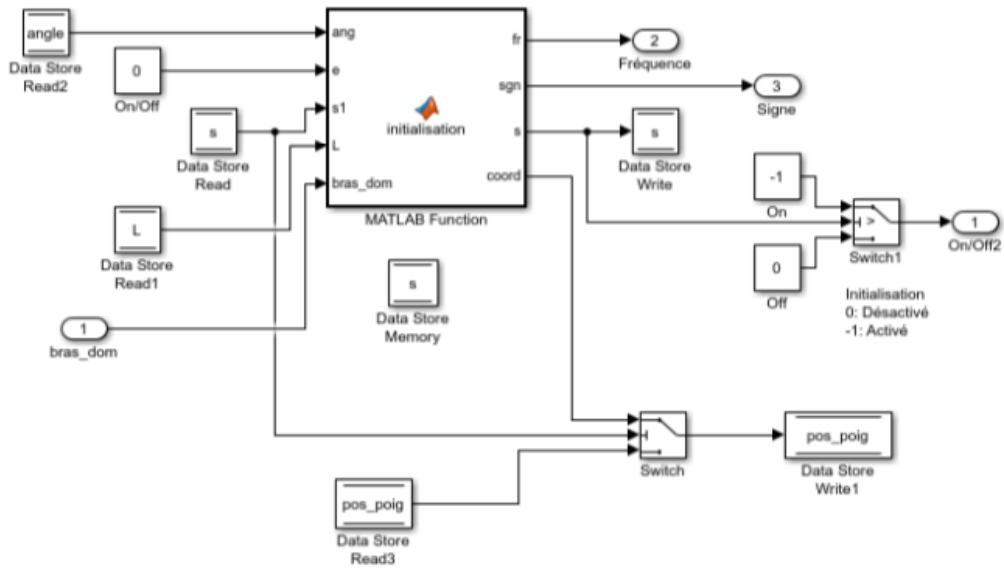 angle
Data Store
Read2
0
On/Off
s
Data Store
Read
L
Data Store
Read1
1
bras_dom
ang
e
s1
L
bras_dom
initialisation
fr
sgn
s
coord
MATLAB Function
s
Data Store
Memory
2
Fréquence
3
Signe
s
Data Store
Write
-1
On
0
Off
>
Switch1
1
On/Off2
Initialisation
0: Désactivé
-1: Activé
Switch
pos_poig
Data Store
Write1
pos_poig
Data Store
Read3